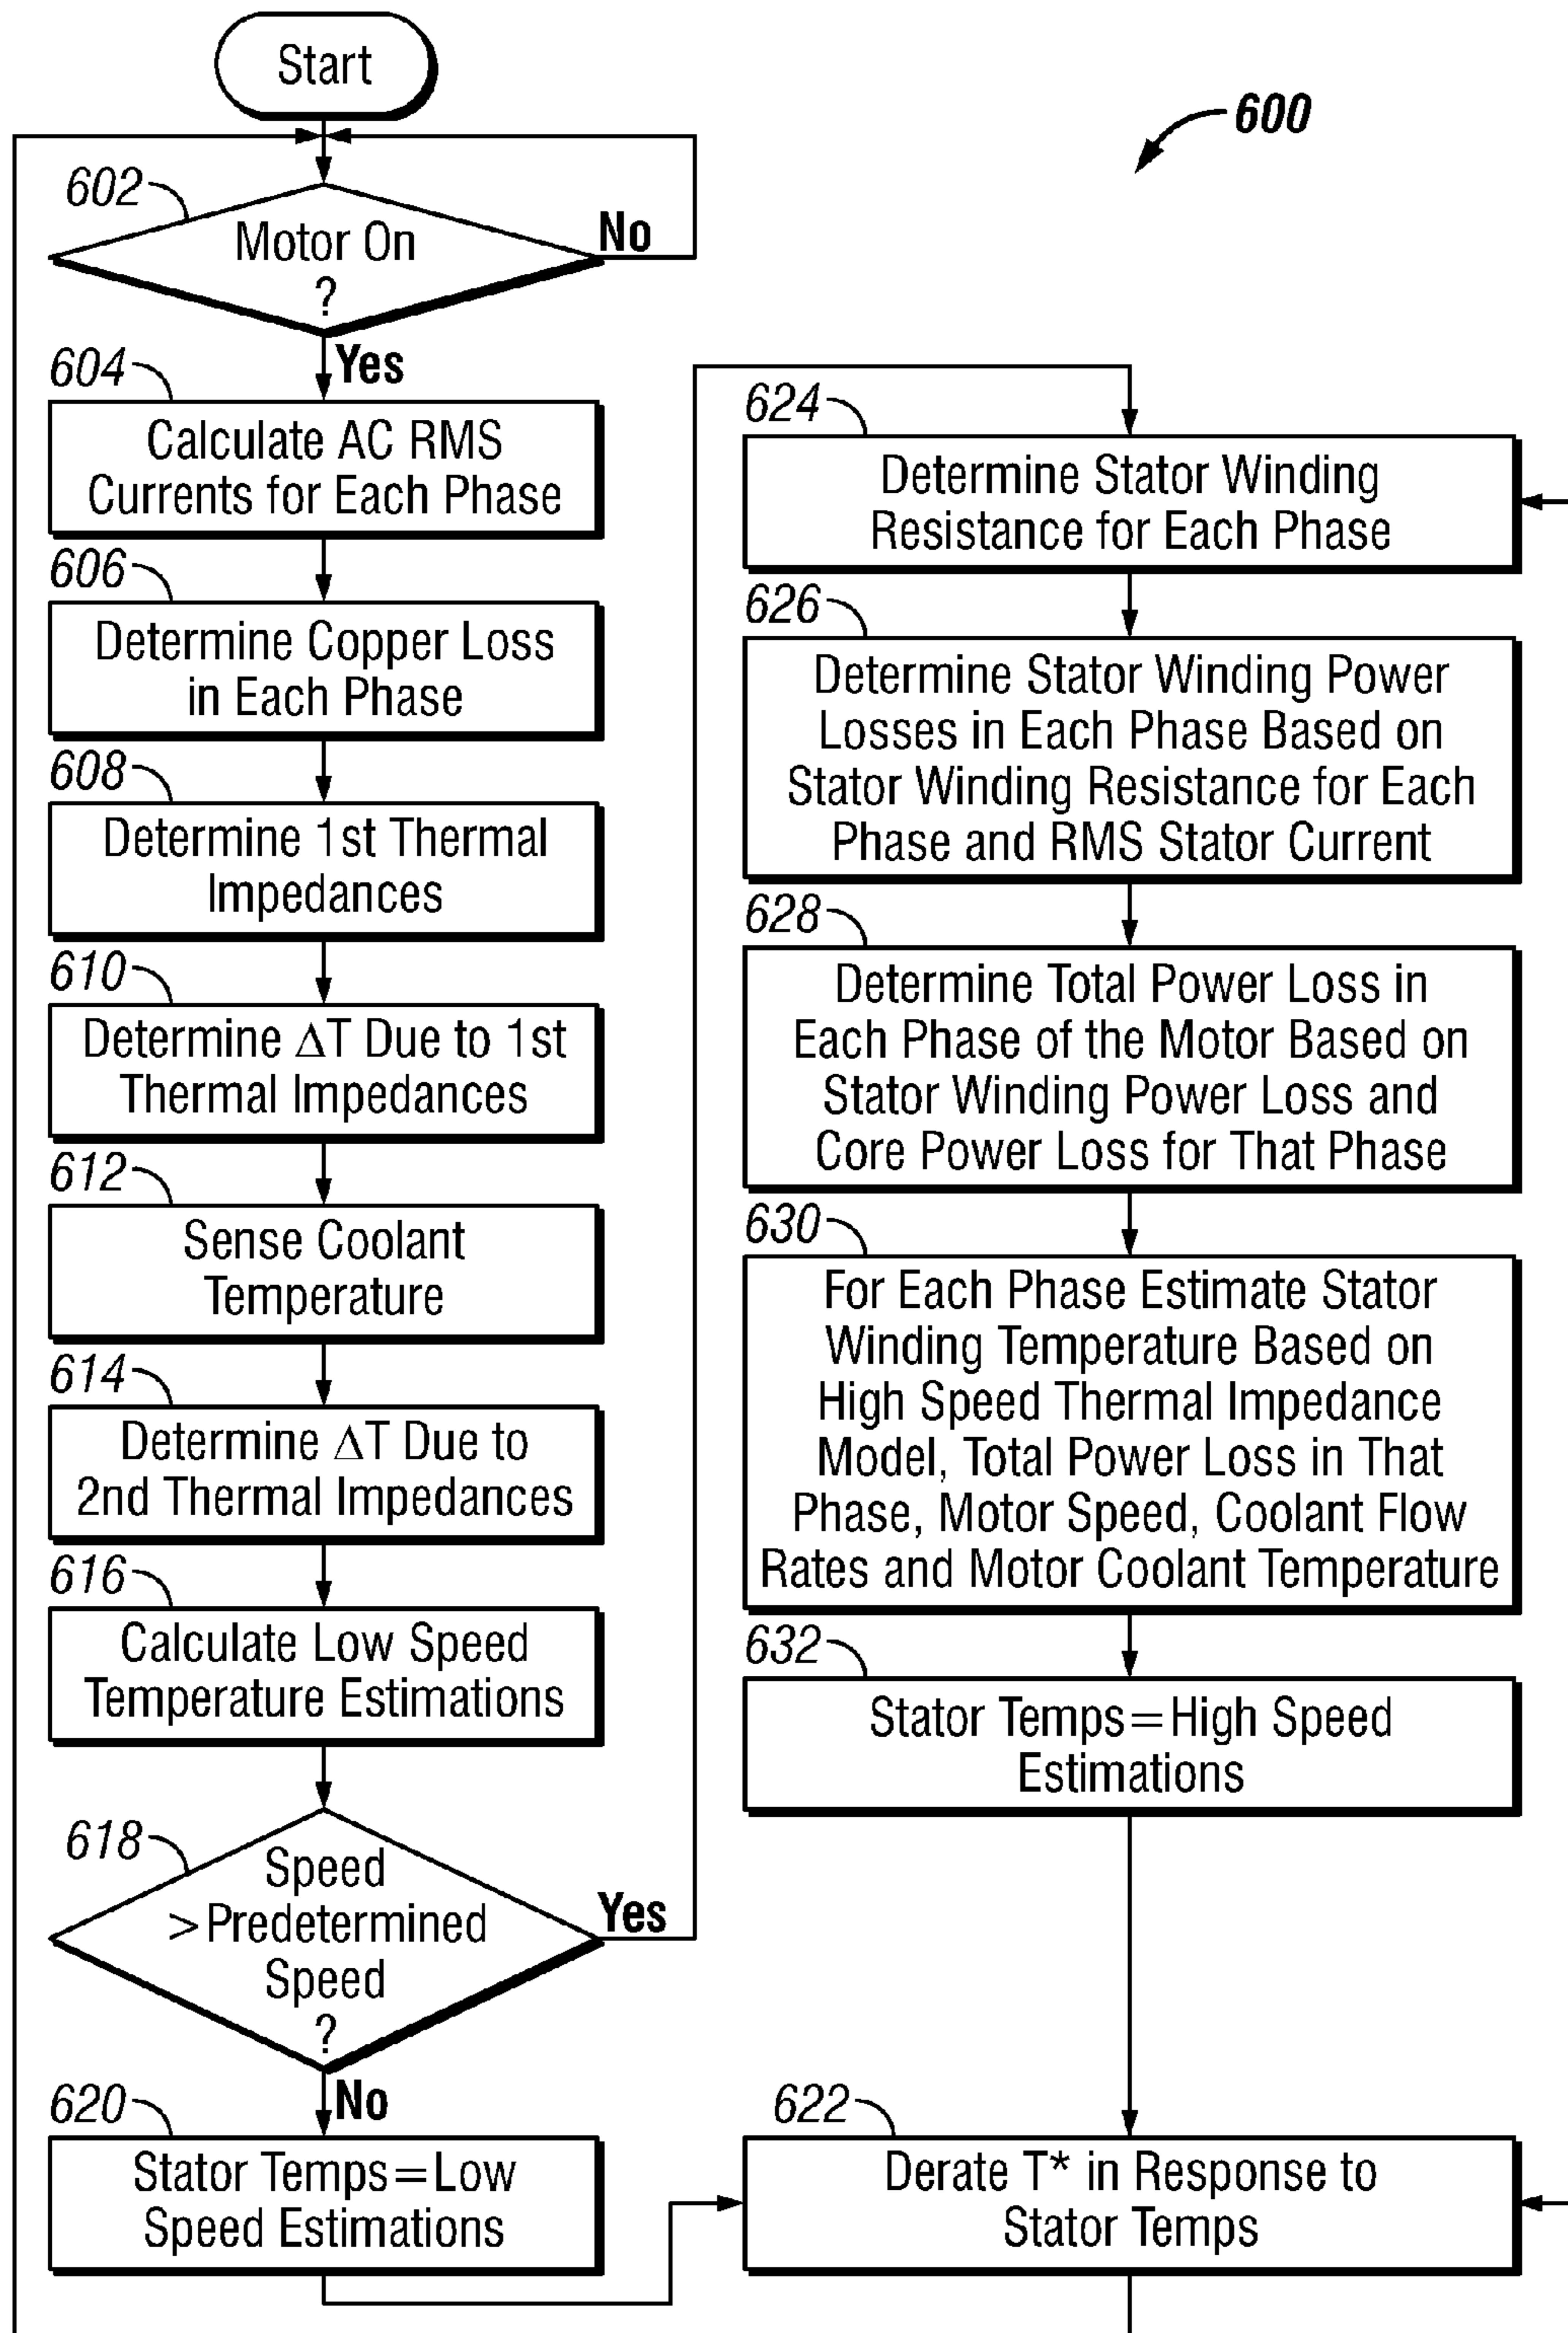 Start
600
602
Motor On
?
No
Yes
604
Calculate AC RMS
Currents for Each Phase
606
Determine Copper Loss
in Each Phase
608
Determine 1st Thermal
Impedances
610
Determine ΔT Due to 1st
Thermal Impedances
612
Sense Coolant
Temperature
614
Determine ΔT Due to
2nd Thermal Impedances
616
Calculate Low Speed
Temperature Estimations
618
Speed
>Predetermined
Speed
?
Yes
No
620
Stator Temps=Low
Speed Estimations
624
Determine Stator Winding
Resistance for Each Phase
626
Determine Stator Winding Power
Losses in Each Phase Based on
Stator Winding Resistance for Each
Phase and RMS Stator Current
628
Determine Total Power Loss in
Each Phase of the Motor Based on
Stator Winding Power Loss and
Core Power Loss for That Phase
630
For Each Phase Estimate Stator
Winding Temperature Based on
High Speed Thermal Impedance
Model, Total Power Loss in That
Phase, Motor Speed, Coolant Flow
Rates and Motor Coolant Temperature
632
Stator Temps=High Speed
Estimations
622
Derate T* in Response to
Stator Temps